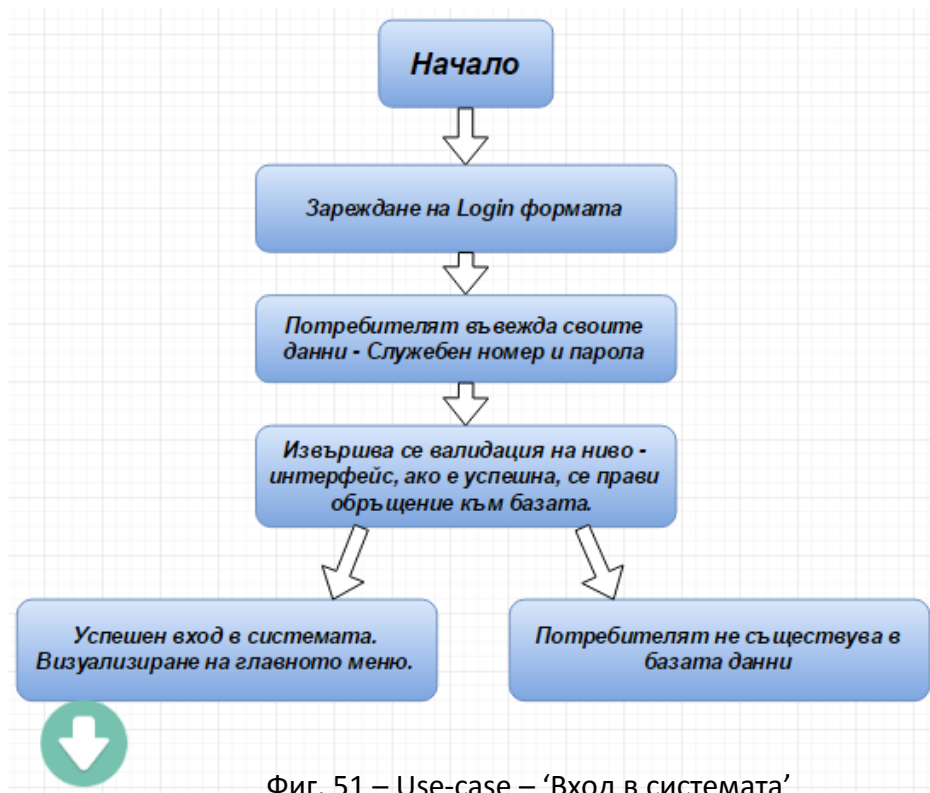 Начало
Зареждане на Login формата
Потребителят въвежда своите
данни - Служебен номер и парола
Извършва се валидация на ниво -
интерфейс, ако е успешна, се прави
обръщение към базата.
Успешен вход в системата.
Визуализиране на главното меню.
Потребителят не съществува в
базата данни
Фиг. 51 – Use-case – ‘Вход в системата’